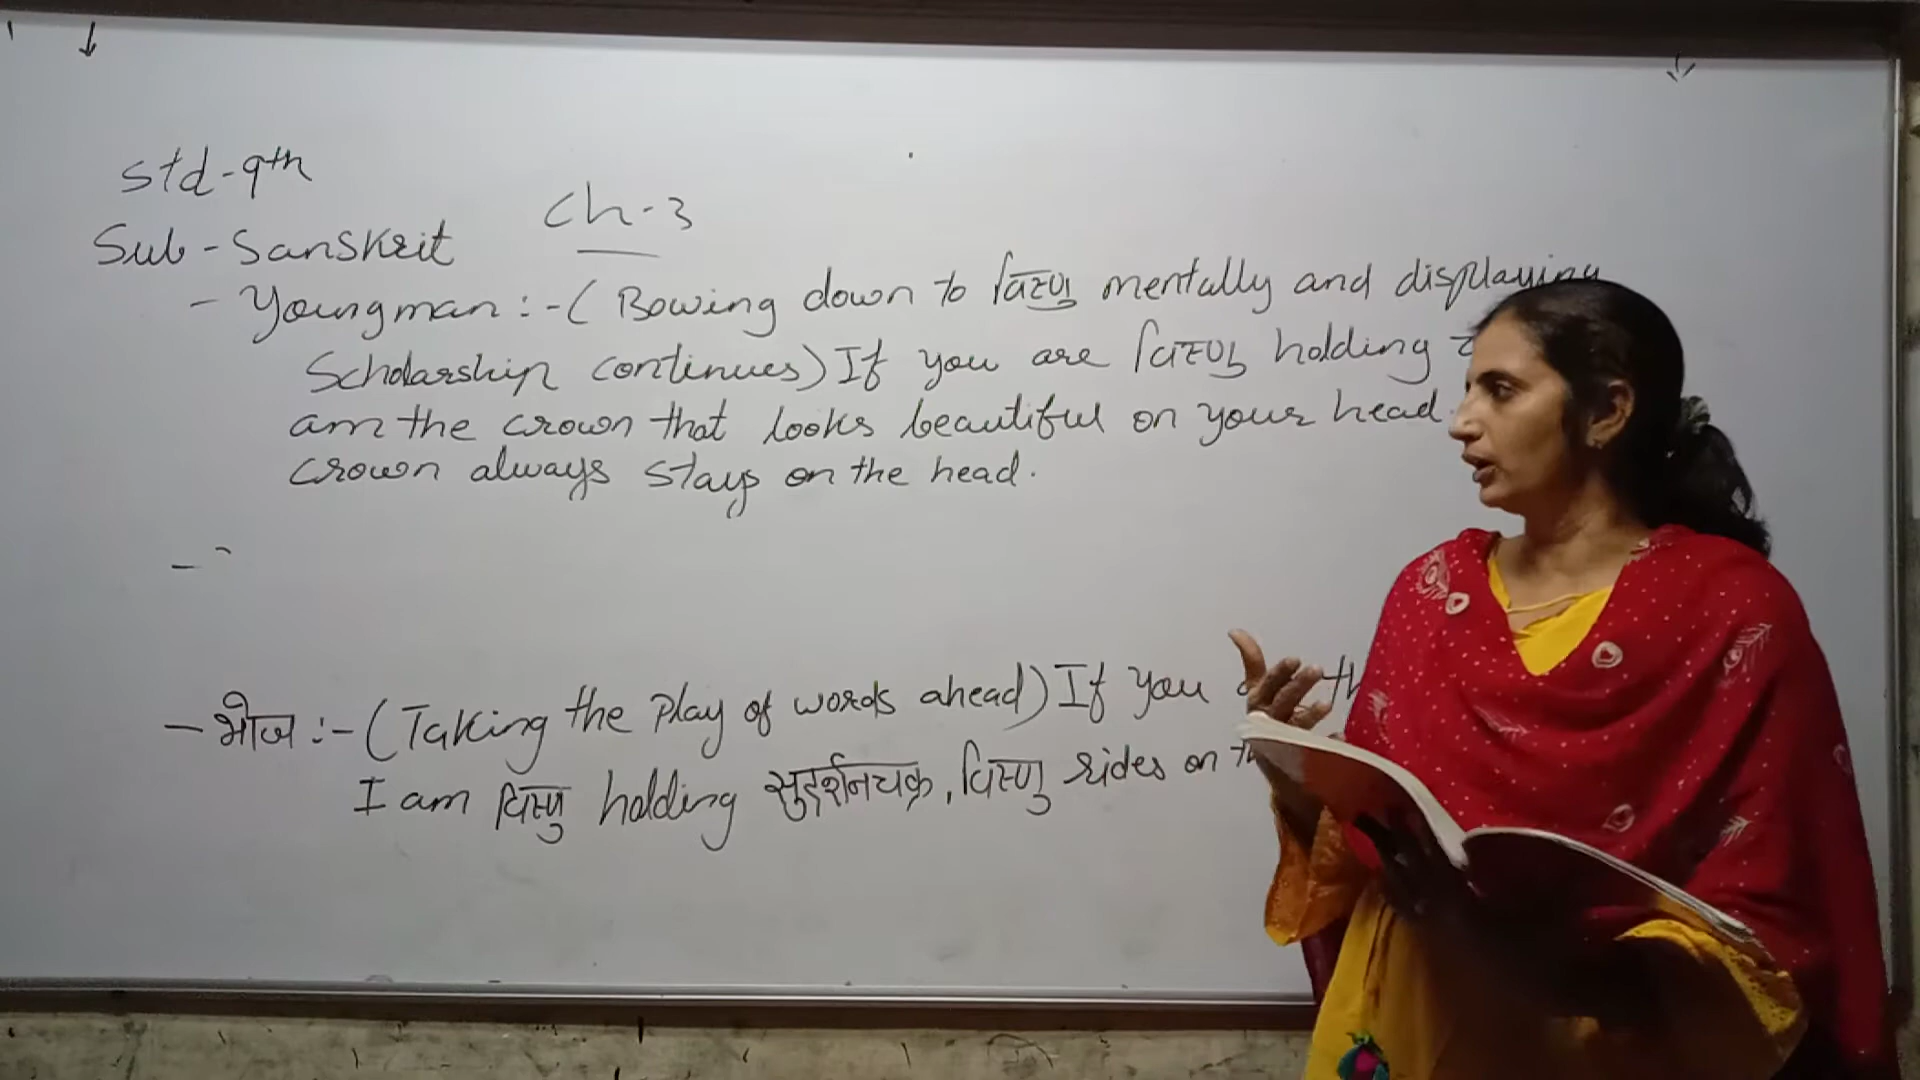 Std-9th
Ch-3
Sub-Sanskrit
- Youngman :- ( Bowing down to विष्णु mentally and displaying
Scholarship continues) If you are विष्णु holding
am the crown that looks beautiful on your head.
crown always stays on the head.
- भोज :- (Taking the play of words ahead) If you
I am विष्णु holding सुदर्शनचक्र, विष्णु rides on